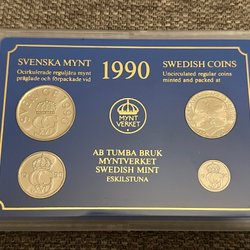 SVENSKA MYNT
Ocirkulerade reguljära mynt
präglade och förpackade vid
1990
SWEDISH COINS
Uncirculated regular coins
minted and packed at
MYNT
VERKET
AB TUMBA BRUK
MYNTVERKET
SWEDISH MINT
ESKILSTUNA